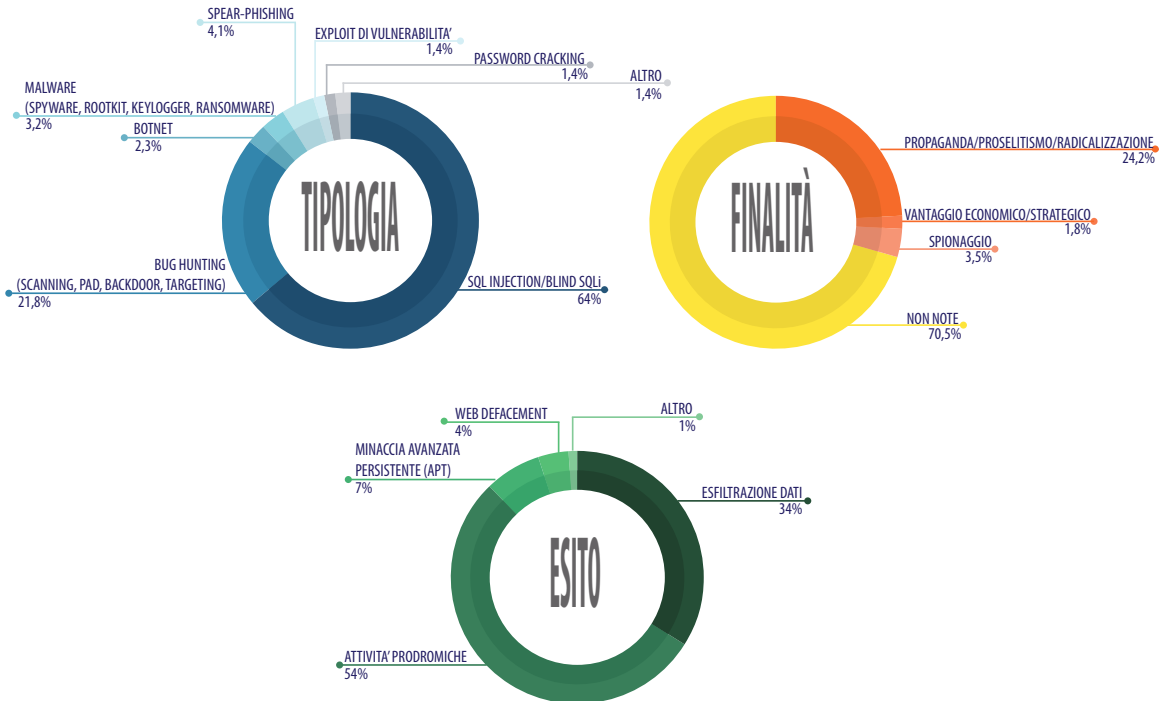 SPEAR-PHISHING
4,1%
EXPLOIT DI VULNERABILITA'
1,4%
PASSWORD CRACKING
1,4%
ALTRO
1,4%
MALWARE
(SPYWARE, ROOTKIT, KEYLOGGER, RANSOMWARE)
3,2%
BOTNET
2,3%
TIPOLOGIA
BUG HUNTING
(SCANNING, PAD, BACKDOOR, TARGETING)
21,8%
SQL INJECTION/BLIND SQLi
64%
PROPAGANDA/PROSELITISMO/RADICALIZZAZIONE
24,2%
FINALITÀ
VANTAGGIO ECONOMICO/STRATEGICO
1,8%
SPIONAGGIO
3,5%
NON NOTE
70,5%
WEB DEFACEMENT
4%
ALTRO
1%
MINACCIA AVANZATA
PERSISTENTE (APT)
7%
ESFILTRAZIONE DATI
34%
ESITO
ATTIVITA' PRODROMICHE
54%